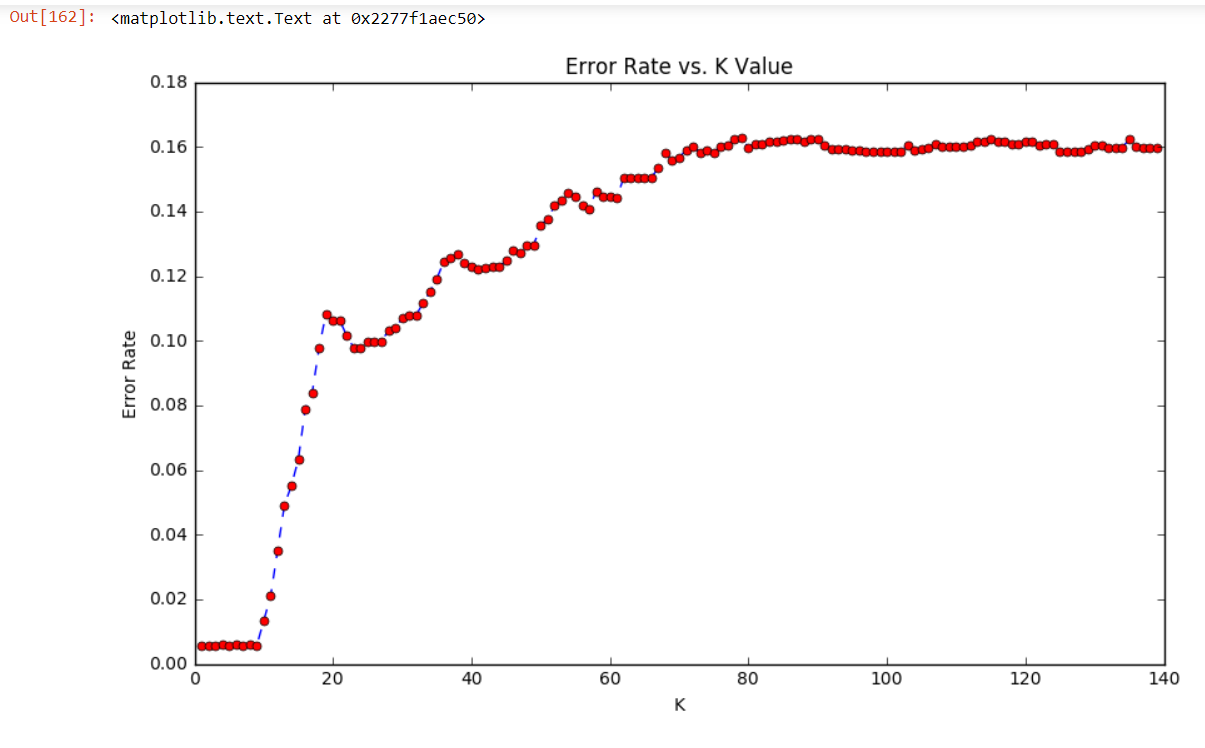 Out[162]: <matplotlib.text.Text at 0x2277f1aec50>
Error Rate vs. K Value
0.18
0.16
0.14
0.12
0.10
0.08
0.06
0.04
0.02
0.00
Error Rate
0 20 40 60 80 100 120 140
K